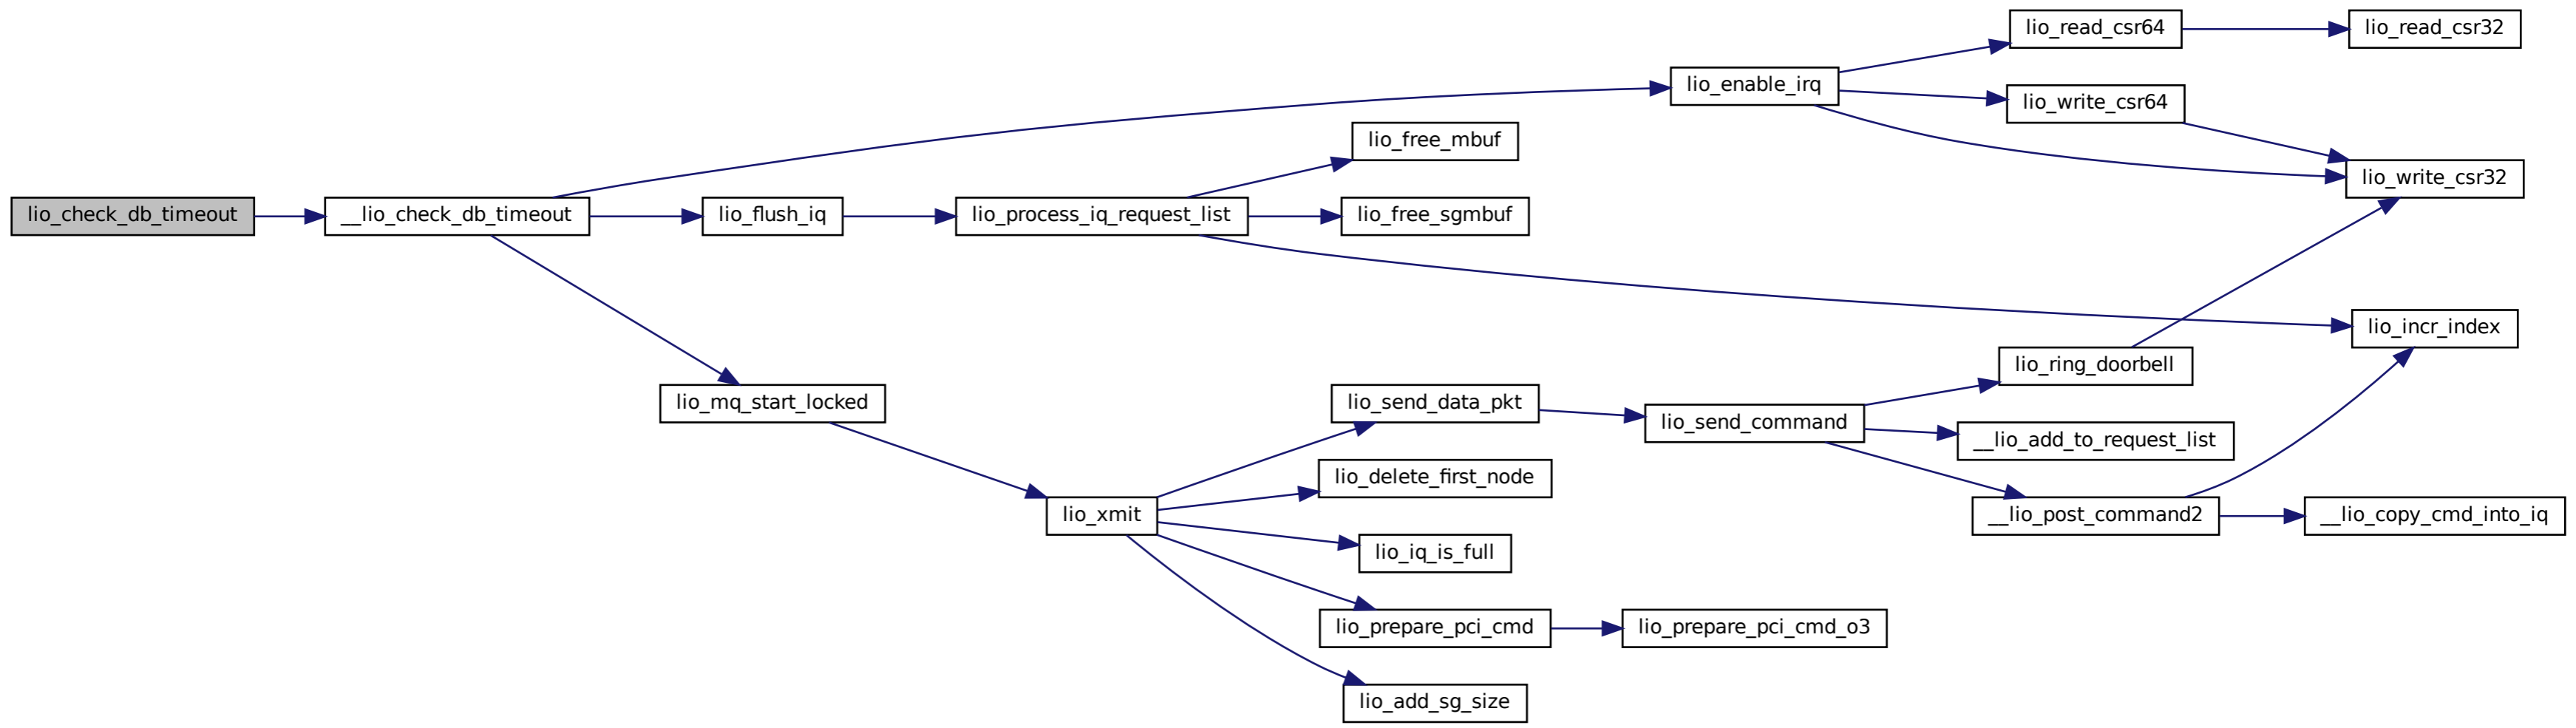 lio_check_db_timeout
__lio_check_db_timeout
lio_enable_irq
lio_read_csr64
lio_read_csr32
lio_write_csr64
lio_write_csr32
lio_flush_iq
lio_process_iq_request_list
lio_free_mbuf
lio_free_sgmbuf
lio_incr_index
lio_mq_start_locked
lio_xmit
lio_send_data_pkt
lio_send_command
lio_ring_doorbell
__lio_add_to_request_list
__lio_post_command2
__lio_copy_cmd_into_iq
lio_delete_first_node
lio_iq_is_full
lio_prepare_pci_cmd
lio_prepare_pci_cmd_o3
lio_add_sg_size